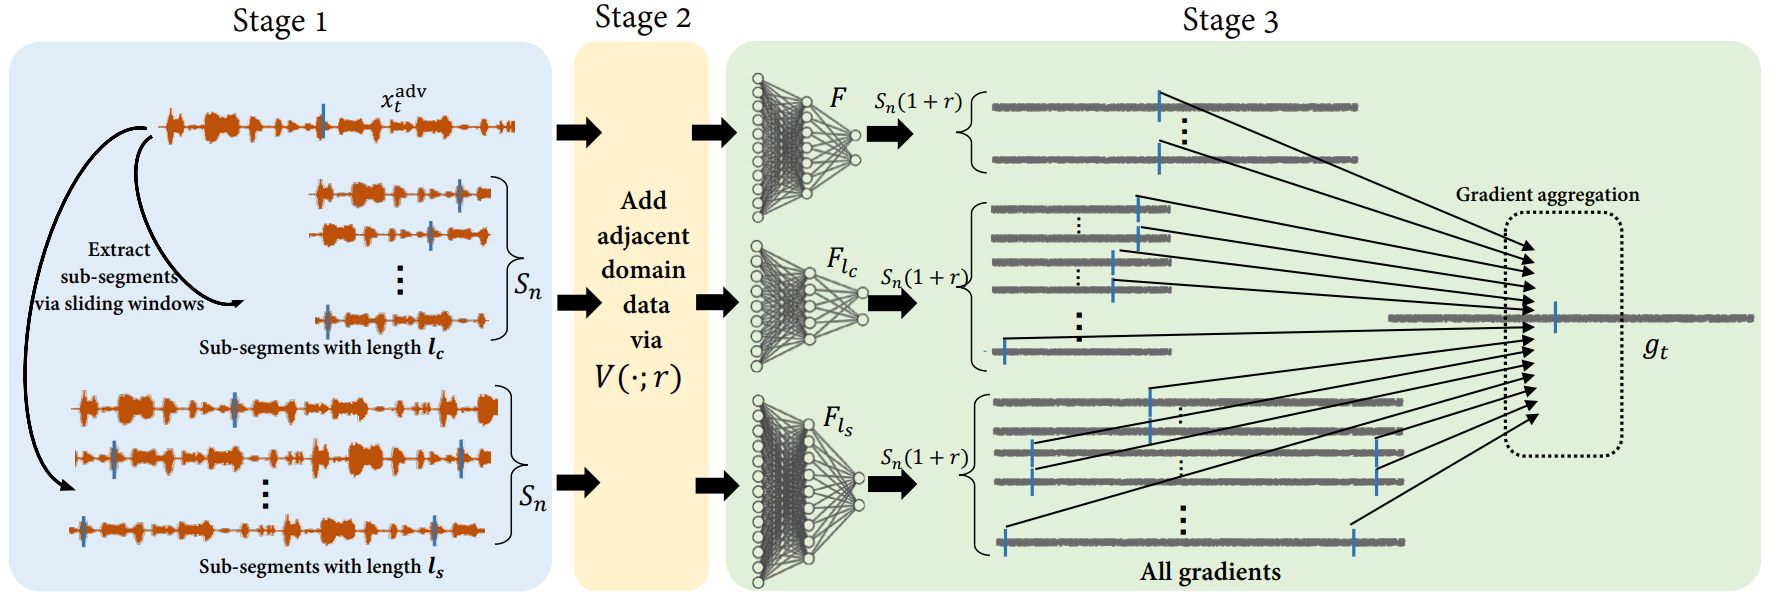 Stage 1
Stage 2
Stage 3
x_t^adv
Extract
sub-segments
via sliding windows
S_n
Sub-segments with length l_c
S_n
Sub-segments with length l_s
Add
adjacent
domain
data
via
V(·; r)
F
S_n(1 + r)
F_{l_c}
S_n(1 + r)
F_{l_s}
S_n(1 + r)
Gradient aggregation
g_t
All gradients